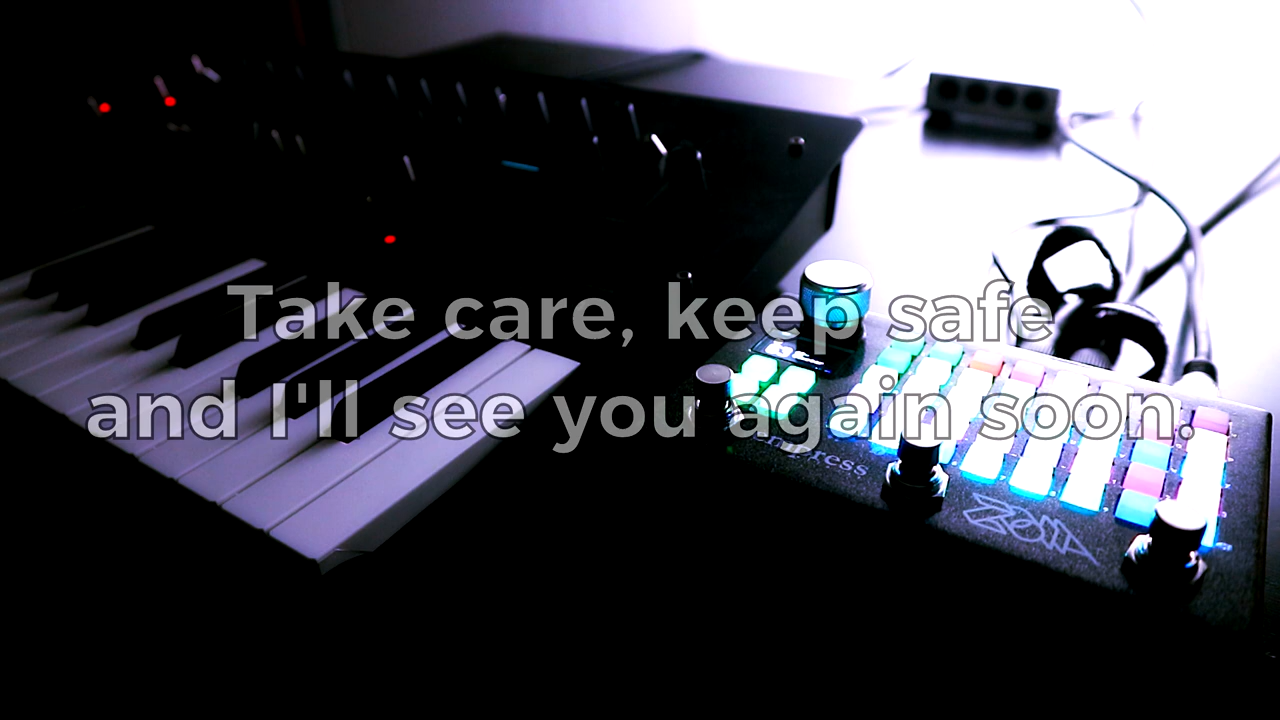 Take care, keep safe
and I'll see you again soon.
empress
ZOIA